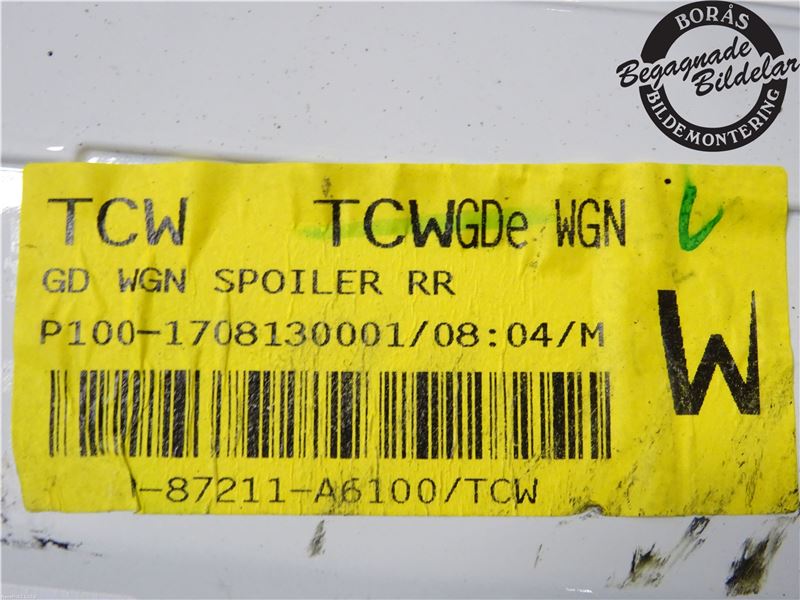 BORÅS
Begagnade
Bildelar
BILDEMONTERING
TCW TCWGDe WGN
GD WGN SPOILER RR
P100-1708130001/08:04/M
W
-87211-A6100/TCW